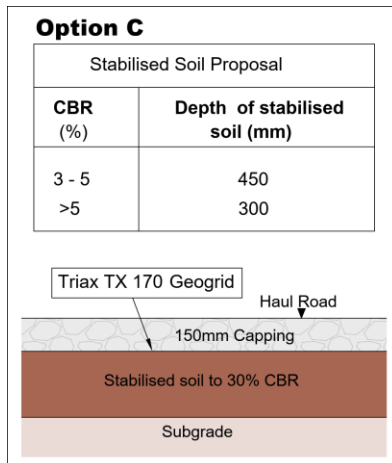 Option C
Stabilised Soil Proposal
CBR
(%)
Depth of stabilised
soil (mm)
3 - 5
450
>5
300
Triax TX 170 Geogrid
Haul Road
150mm Capping
Stabilised soil to 30% CBR
Subgrade